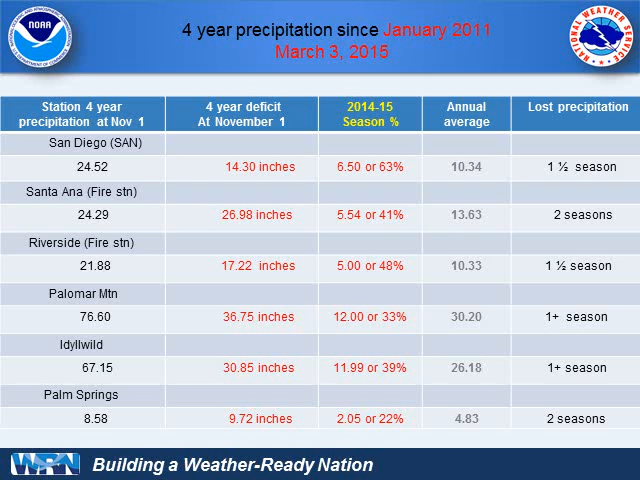 4 year precipitation since January 2011
March 3, 2015
NOAA
NATIONAL WEATHER SERVICE
Station 4 year precipitation at Nov 1
4 year deficit At November 1
2014-15 Season %
Annual average
Lost precipitation
San Diego (SAN)
24.52 14.30 inches 6.50 or 63% 10.34 1 ½ season
Santa Ana (Fire stn)
24.29 26.98 inches 5.54 or 41% 13.63 2 seasons
Riverside (Fire stn)
21.88 17.22 inches 5.00 or 48% 10.33 1 ½ season
Palomar Mtn
76.60 36.75 inches 12.00 or 33% 30.20 1+ season
Idyllwild
67.15 30.85 inches 11.99 or 39% 26.18 1+ season
Palm Springs
8.58 9.72 inches 2.05 or 22% 4.83 2 seasons
WRN Building a Weather-Ready Nation